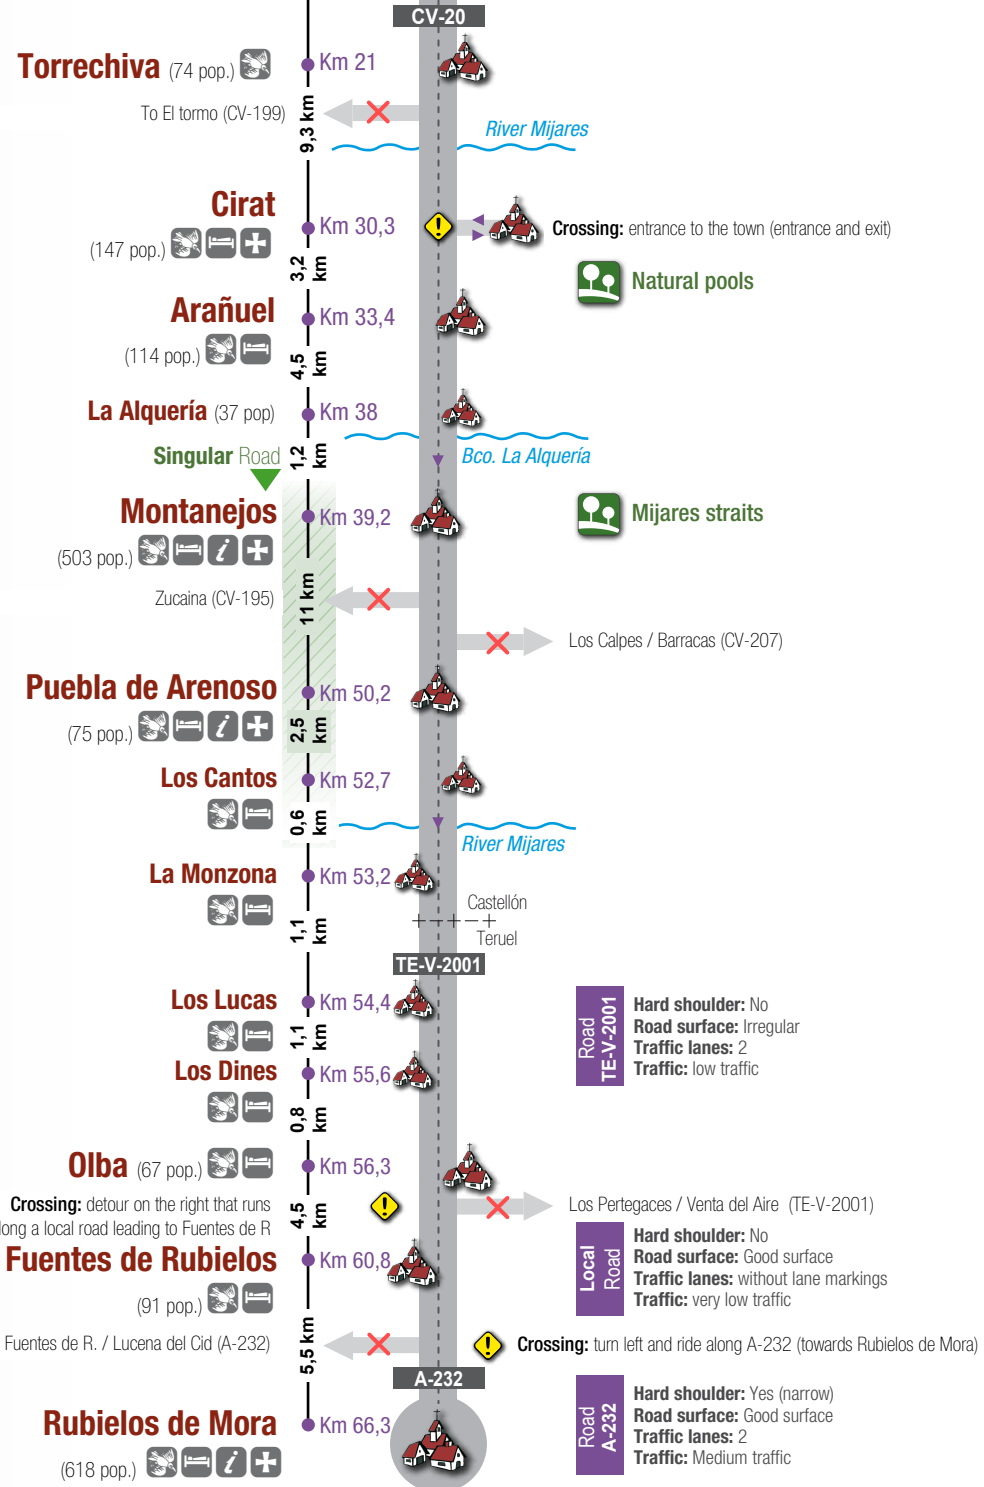 CV-20
Torrechiva (74 pop.)
Km 21
To El tormo (CV-199)
9,3 km
River Mijares
Cirat
(147 pop.)
Km 30,3
Crossing: entrance to the town (entrance and exit)
3,2 km
Natural pools
Arañuel
(114 pop.)
Km 33,4
4,5 km
La Alquería (37 pop)
Km 38
Singular Road
1,2 km
Bco. La Alquería
Montanejos
(503 pop.)
Km 39,2
Mijares straits
Zucaina (CV-195)
11 km
Los Calpes / Barracas (CV-207)
Puebla de Arenoso
(75 pop.)
Km 50,2
2,5 km
Los Cantos
Km 52,7
0,6 km
River Mijares
La Monzona
Km 53,2
Castellón
Teruel
1,1 km
TE-V-2001
Los Lucas
Km 54,4
1,1 km
Road TE-V-2001
Hard shoulder: No
Road surface: Irregular
Traffic lanes: 2
Traffic: low traffic
Los Dines
Km 55,6
0,8 km
Olba (67 pop.)
Km 56,3
Crossing: detour on the right that runs
long a local road leading to Fuentes de R
4,5 km
Los Pertegaces / Venta del Aire (TE-V-2001)
Local Road
Hard shoulder: No
Road surface: Good surface
Traffic lanes: without lane markings
Traffic: very low traffic
Fuentes de Rubielos
(91 pop.)
Km 60,8
Fuentes de R. / Lucena del Cid (A-232)
5,5 km
Crossing: turn left and ride along A-232 (towards Rubielos de Mora)
A-232
Rubielos de Mora
(618 pop.)
Km 66,3
Road A-232
Hard shoulder: Yes (narrow)
Road surface: Good surface
Traffic lanes: 2
Traffic: Medium traffic